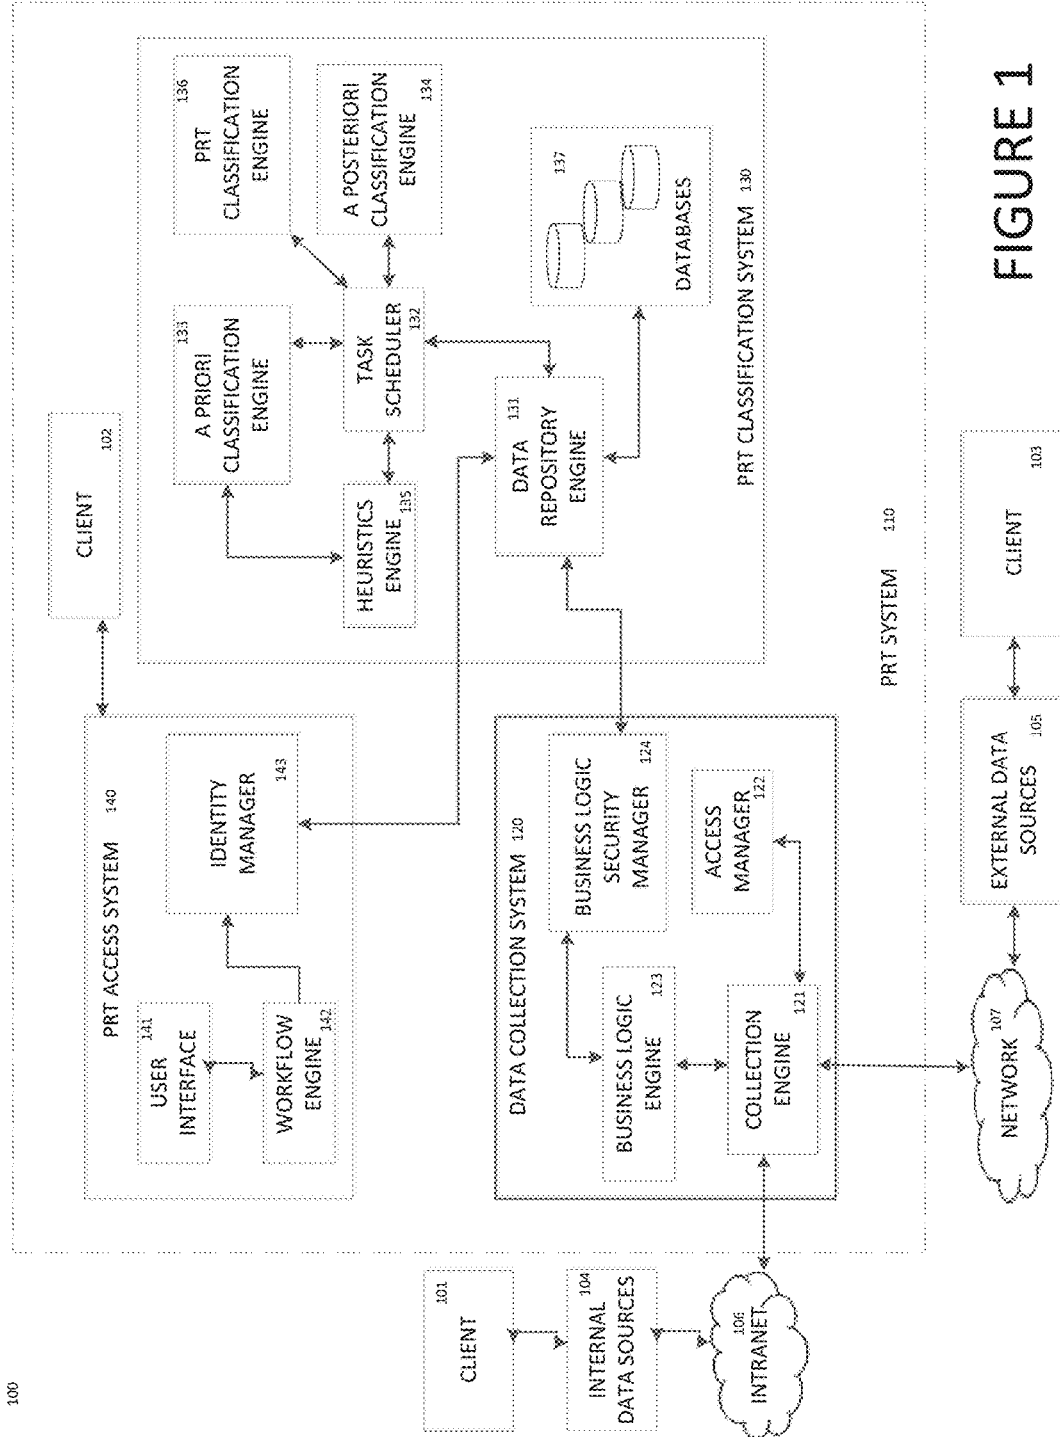 100
CLIENT
101
INTERNAL
DATA SOURCES
104
INTRANET
106
PRT ACCESS SYSTEM 140
USER
INTERFACE
141
WORKFLOW
ENGINE
142
IDENTITY
MANAGER
143
CLIENT
102
DATA COLLECTION SYSTEM 120
BUSINESS LOGIC
ENGINE
123
COLLECTION
ENGINE
121
BUSINESS LOGIC
SECURITY
MANAGER
124
ACCESS
MANAGER
122
A PRIORI
CLASSIFICATION
ENGINE
133
PRT
CLASSIFICATION
ENGINE
136
HEURISTICS
ENGINE
135
TASK
SCHEDULER
132
A POSTERIORI
CLASSIFICATION
ENGINE
134
DATA
REPOSITORY
ENGINE
131
137
DATABASES
PRT CLASSIFICATION SYSTEM 130
PRT SYSTEM 110
NETWORK
107
EXTERNAL DATA
SOURCES
105
CLIENT
103
FIGURE 1